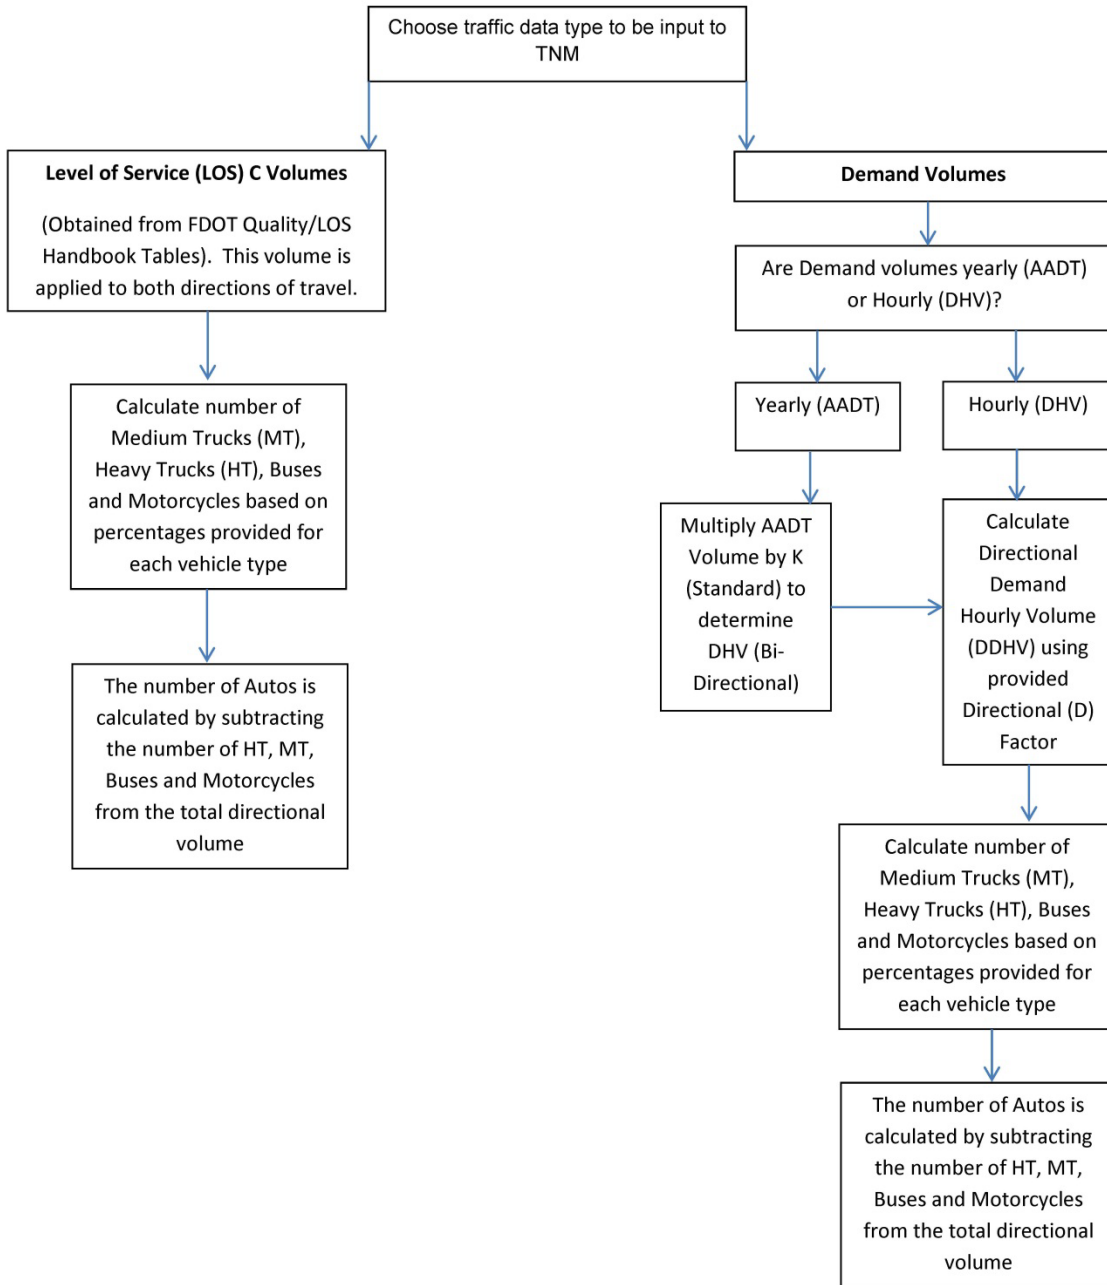 Choose traffic data type to be input to
TNM
Level of Service (LOS) C Volumes
(Obtained from FDOT Quality/LOS
Handbook Tables).  This volume is
applied to both directions of travel.
Calculate number of
Medium Trucks (MT),
Heavy Trucks (HT), Buses
and Motorcycles based on
percentages provided for
each vehicle type
The number of Autos is
calculated by subtracting
the number of HT, MT,
Buses and Motorcycles
from the total directional
volume
Demand Volumes
Are Demand volumes yearly (AADT)
or Hourly (DHV)?
Yearly (AADT)
Hourly (DHV)
Multiply AADT
Volume by K
(Standard) to
determine
DHV (Bi-
Directional)
Calculate
Directional
Demand
Hourly Volume
(DDHV) using
provided
Directional (D)
Factor
Calculate number of
Medium Trucks (MT),
Heavy Trucks (HT), Buses
and Motorcycles based on
percentages provided for
each vehicle type
The number of Autos is
calculated by subtracting
the number of HT, MT,
Buses and Motorcycles
from the total directional
volume